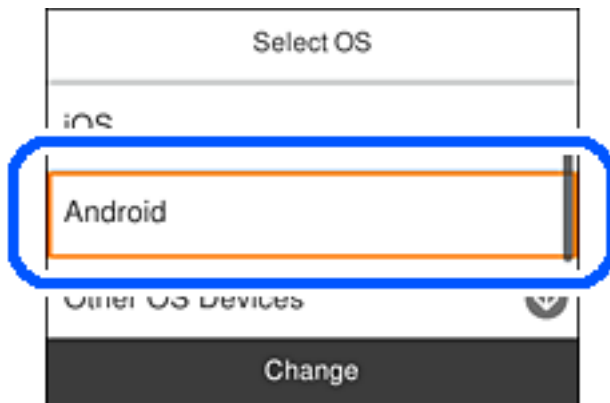 Select OS
iOS
Android
Other OS Devices
Change